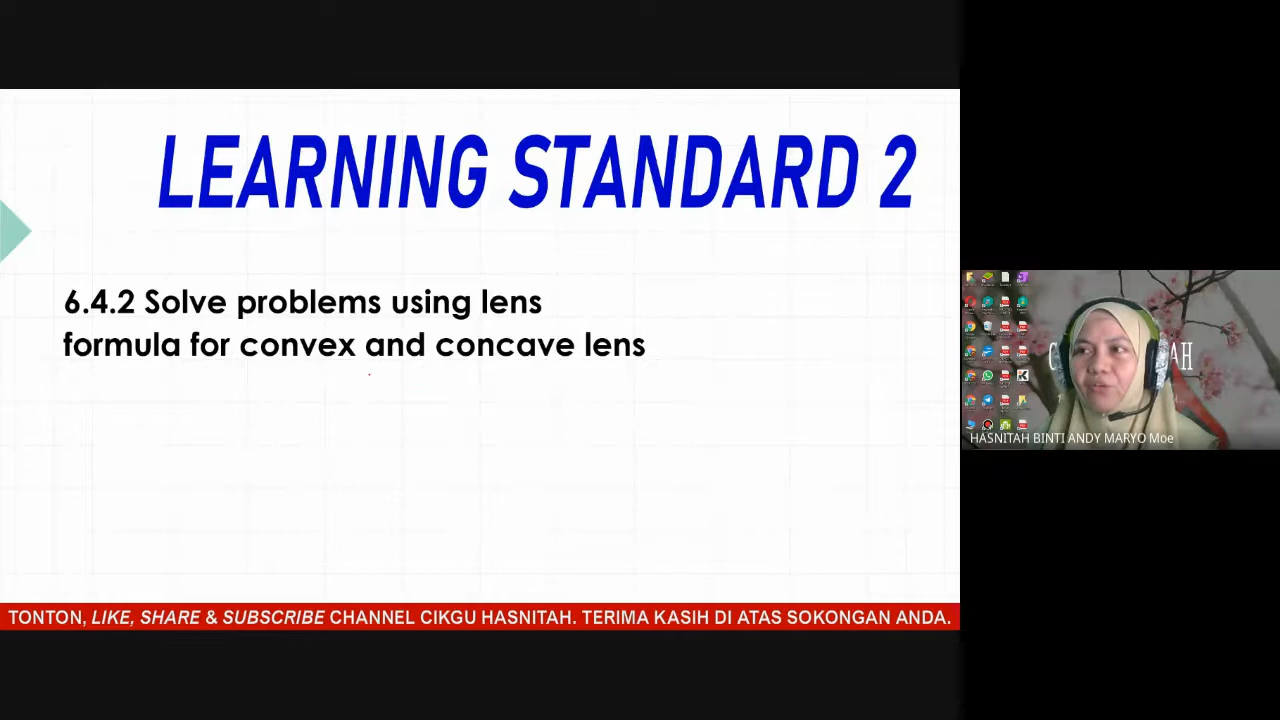 LEARNING STANDARD 2
6.4.2 Solve problems using lens
formula for convex and concave lens
HASNITAH BINTI ANDY MARYO Moe
TONTON, LIKE, SHARE & SUBSCRIBE CHANNEL CIKGU HASNITAH. TERIMA KASIH DI ATAS SOKONGAN ANDA.